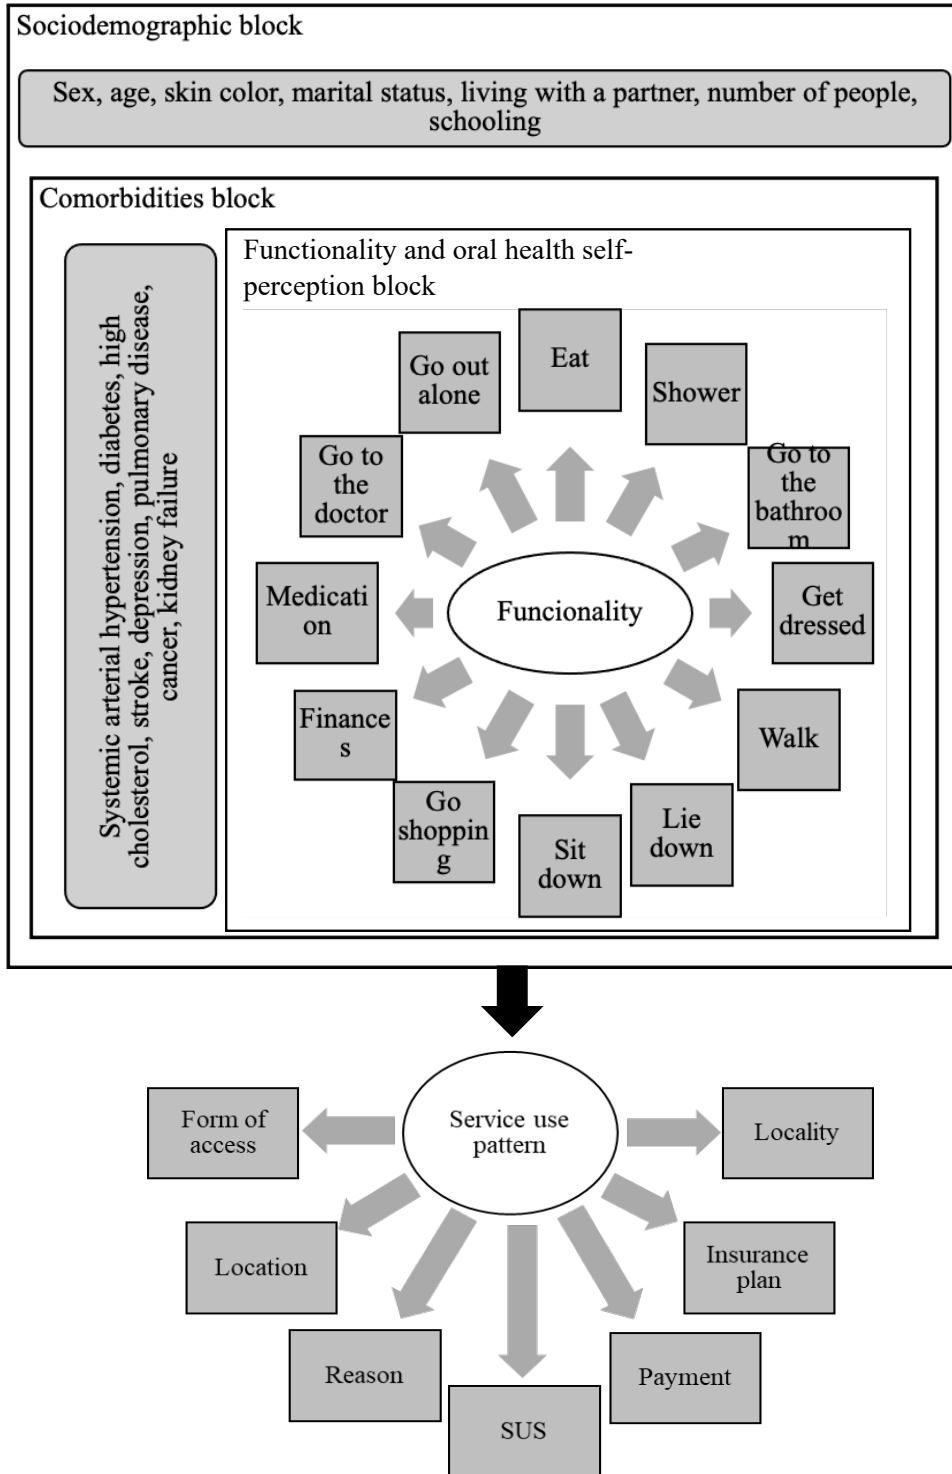 Sociodemographic block
Sex, age, skin color, marital status, living with a partner, number of people,
schooling
Comorbidities block
Systemic arterial hypertension, diabetes, high
cholesterol, stroke, depression, pulmonary disease,
cancer, kidney failure
Functionality and oral health self-
perception block
Eat
Shower
Go to
the
bathroo
m
Get
dressed
Walk
Lie
down
Sit
down
Go
shoppin
g
Finance
s
Medicati
on
Go to
the
doctor
Go out
alone
Funcionality
Service use
pattern
Form of
access
Location
Reason
SUS
Payment
Insurance
plan
Locality